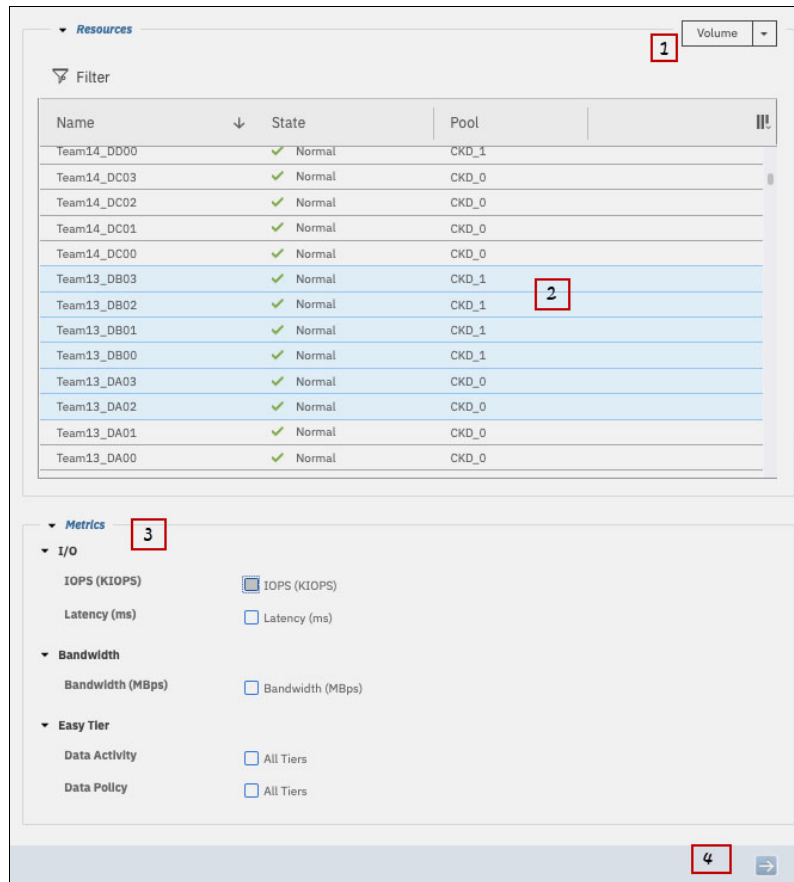 Resources
1
Volume
Filter
Name State Pool
Team14_DD00 Normal CKD_1
Team14_DC03 Normal CKD_0
Team14_DC02 Normal CKD_0
Team14_DC01 Normal CKD_0
Team14_DC00 Normal CKD_0
Team13_DB03 Normal CKD_1
2
Team13_DB02 Normal CKD_1
Team13_DB01 Normal CKD_1
Team13_DB00 Normal CKD_1
Team13_DA03 Normal CKD_0
Team13_DA02 Normal CKD_0
Team13_DA01 Normal CKD_0
Team13_DA00 Normal CKD_0
Metrics
3
I/O
IOPS (KIOPS) IOPS (KIOPS)
Latency (ms) Latency (ms)
Bandwidth
Bandwidth (MBps) Bandwidth (MBps)
Easy Tier
Data Activity All Tiers
Data Policy All Tiers
4